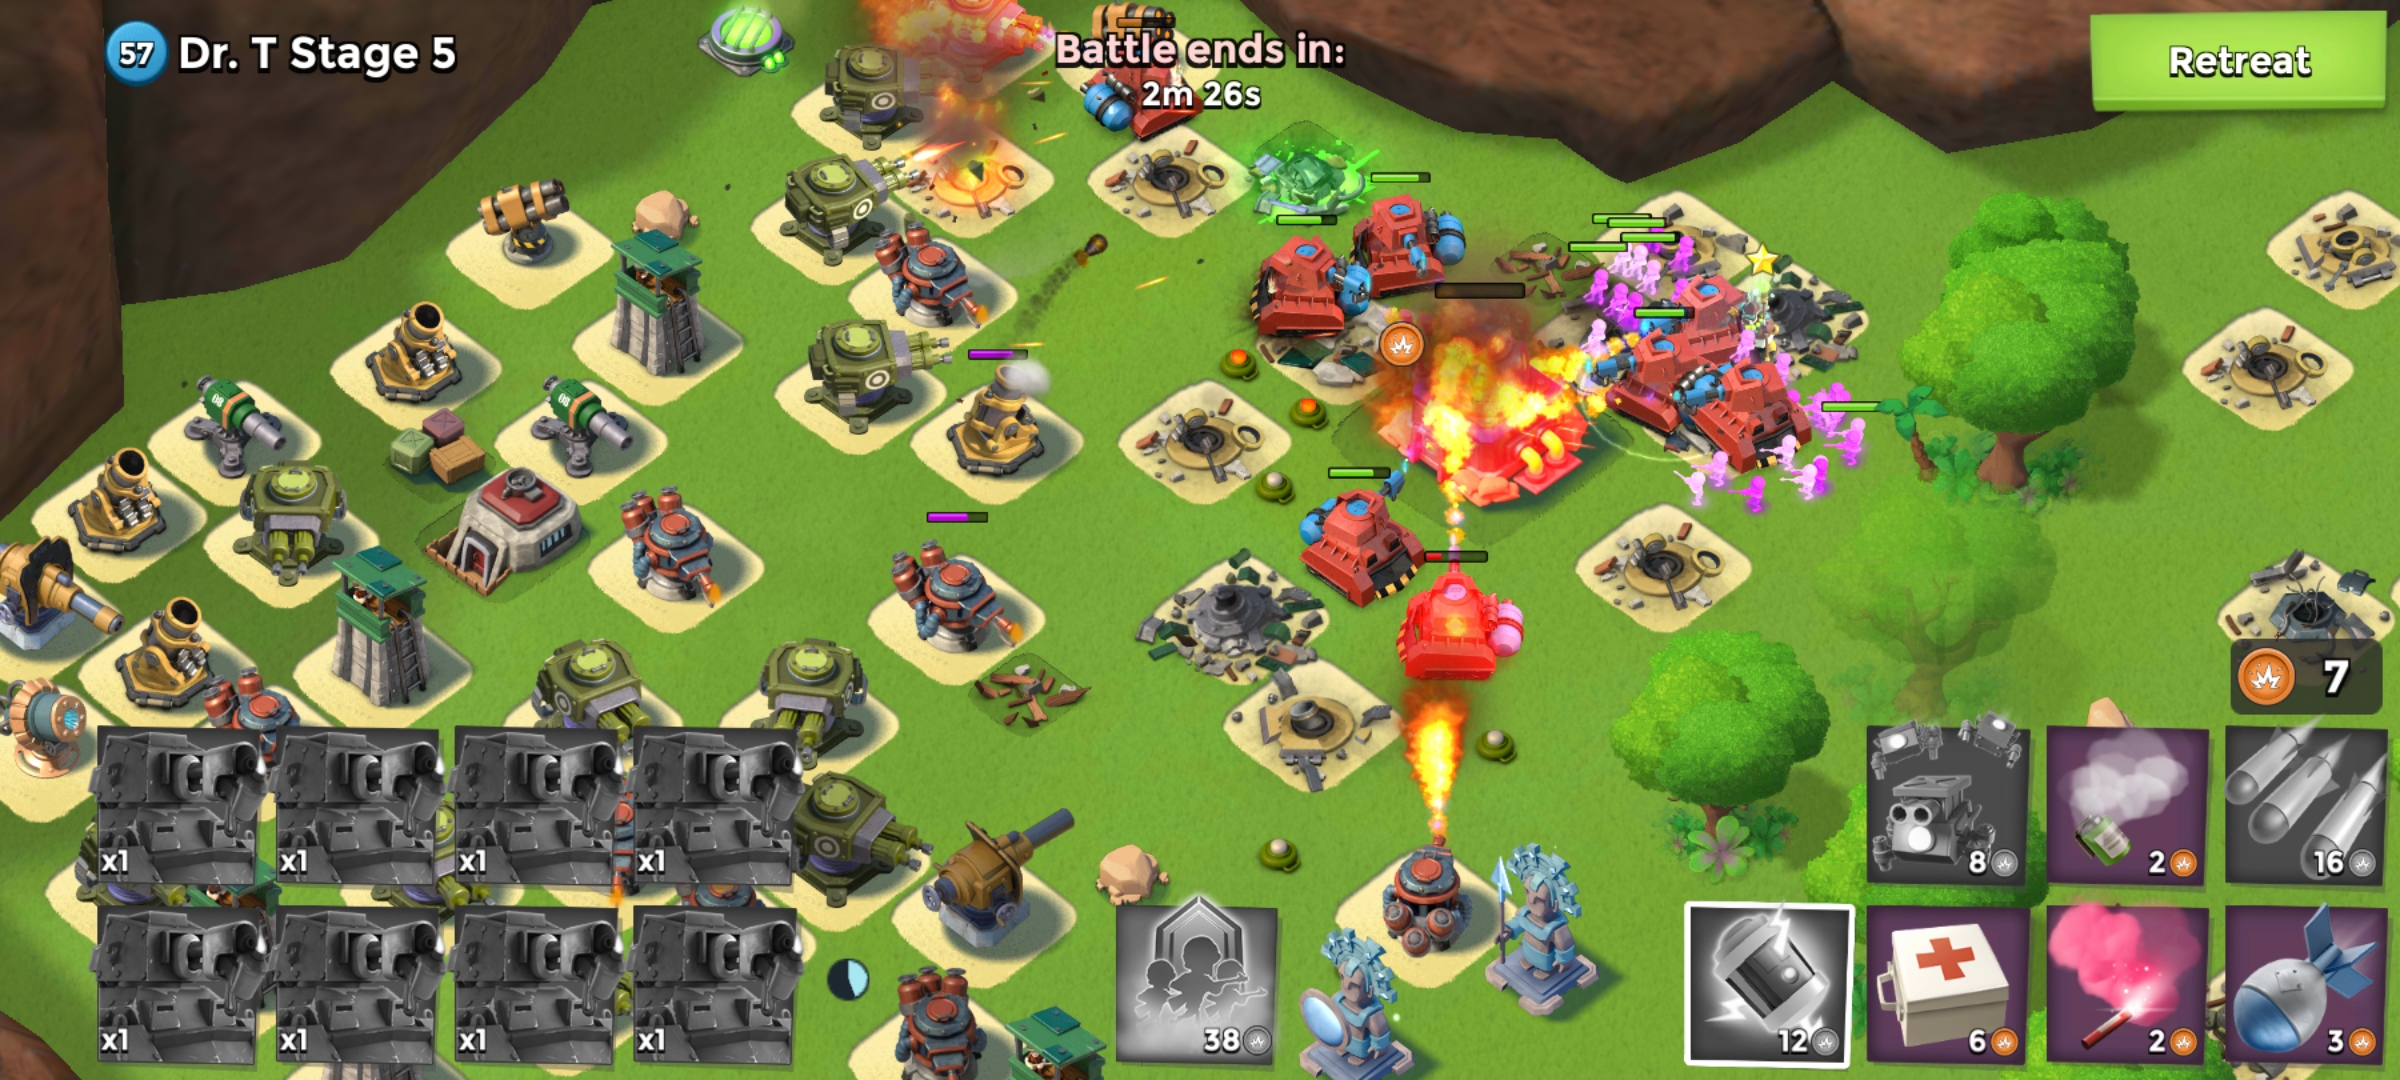 57 Dr. T Stage 5
Battle ends in:
2m 26s
Retreat
7
x1 x1 x1 x1
8 2 16
x1 x1 x1 x1
38 12 6 2 3